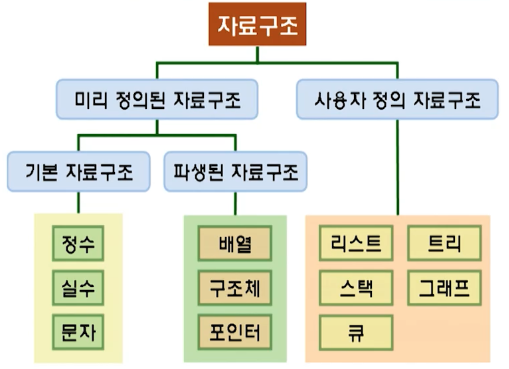 자료구조
미리 정의된 자료구조
사용자 정의 자료구조
기본 자료구조
파생된 자료구조
정수
실수
문자
배열
구조체
포인터
리스트
트리
스택
그래프
큐